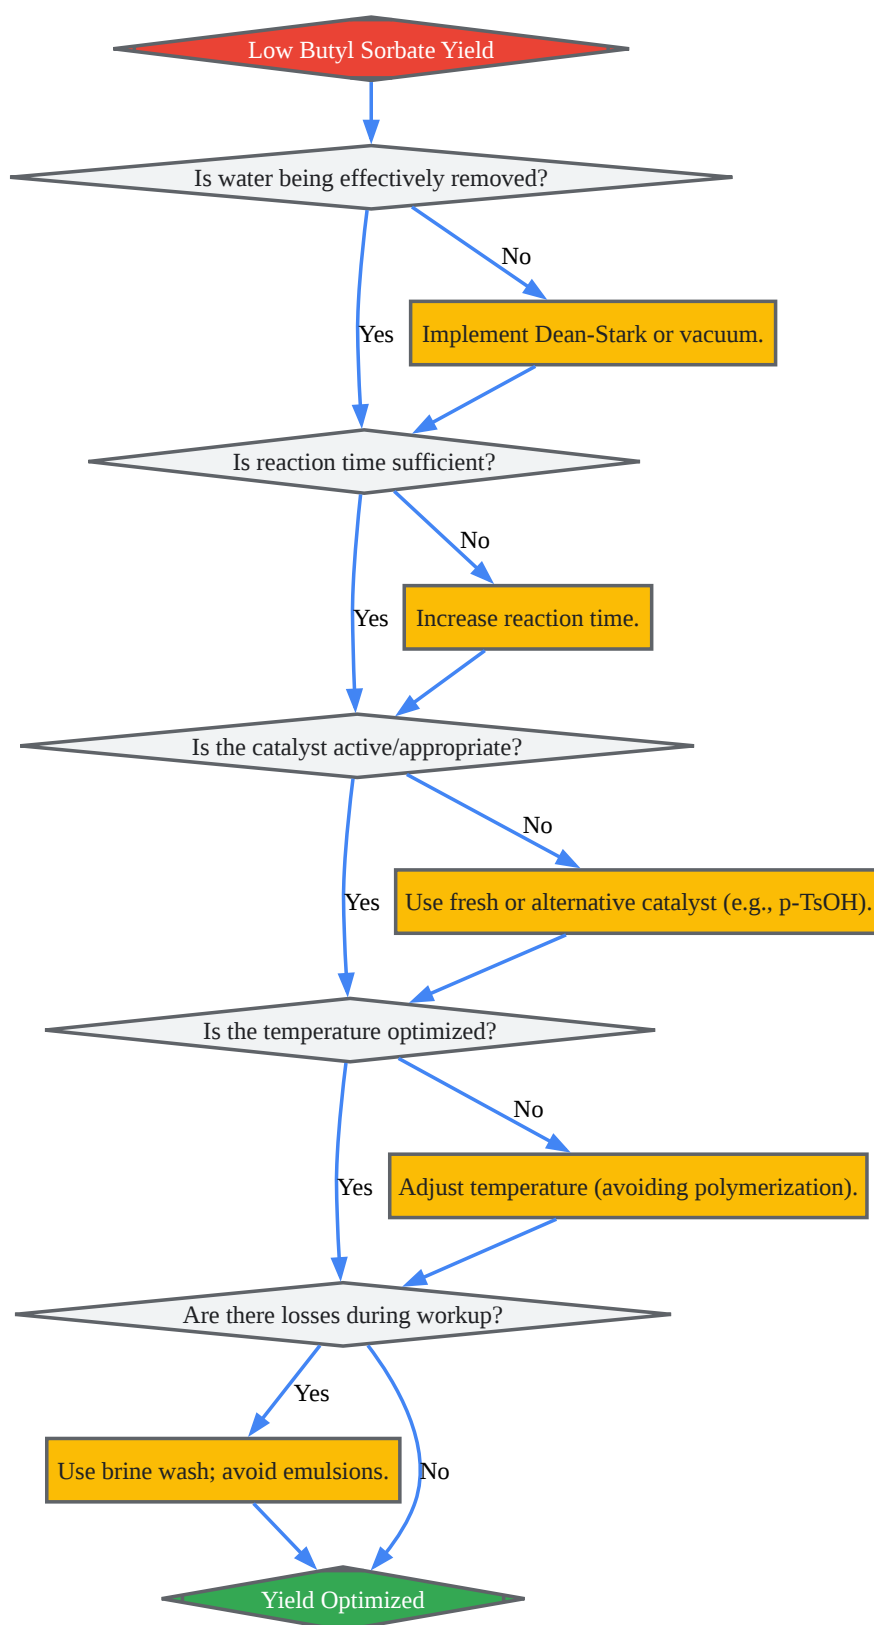 Low Butyl Sorbate Yield
Is water being effectively removed?
No
Yes
Implement Dean-Stark or vacuum.
Is reaction time sufficient?
No
Yes
Increase reaction time.
Is the catalyst active/appropriate?
No
Yes
Use fresh or alternative catalyst (e.g., p-TsOH).
Is the temperature optimized?
No
Yes
Adjust temperature (avoiding polymerization).
Are there losses during workup?
Yes
Use brine wash; avoid emulsions.
No
Yield Optimized